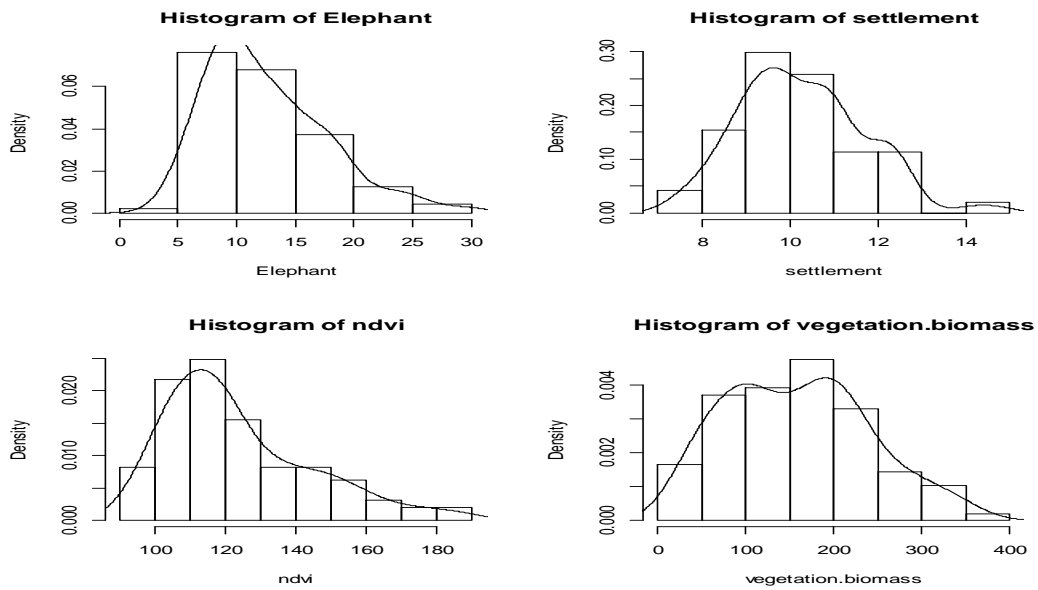 Histogram of Elephant
Density
0.00 0.02 0.04 0.06
0 5 10 15 20 25 30
Elephant
Histogram of settlement
Density
0.00 0.10 0.20 0.30
8 10 12 14
settlement
Histogram of ndvi
Density
0.000 0.010 0.020
100 120 140 160 180
ndvi
Histogram of vegetation.biomass
Density
0.000 0.002 0.004
0 100 200 300 400
vegetation.biomass